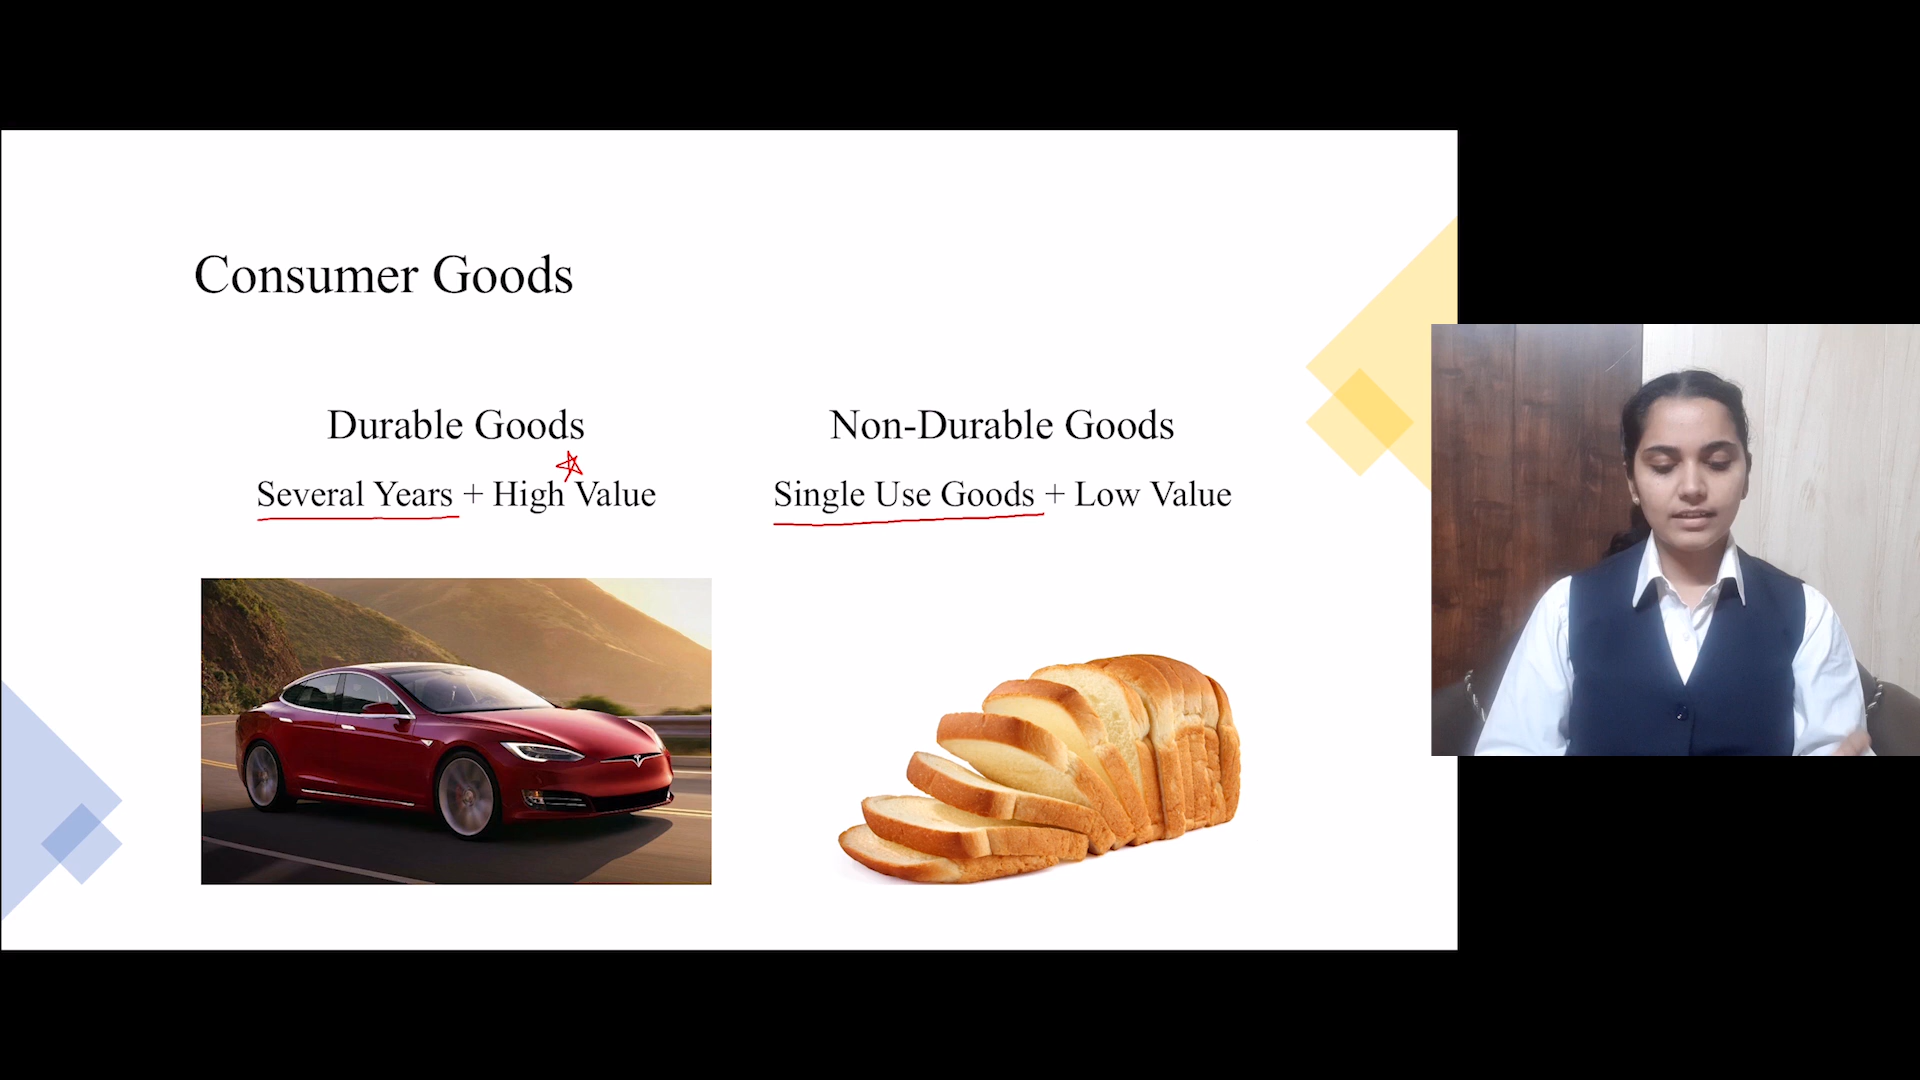 Consumer Goods
Durable Goods
Several Years + High Value
Non-Durable Goods
Single Use Goods + Low Value